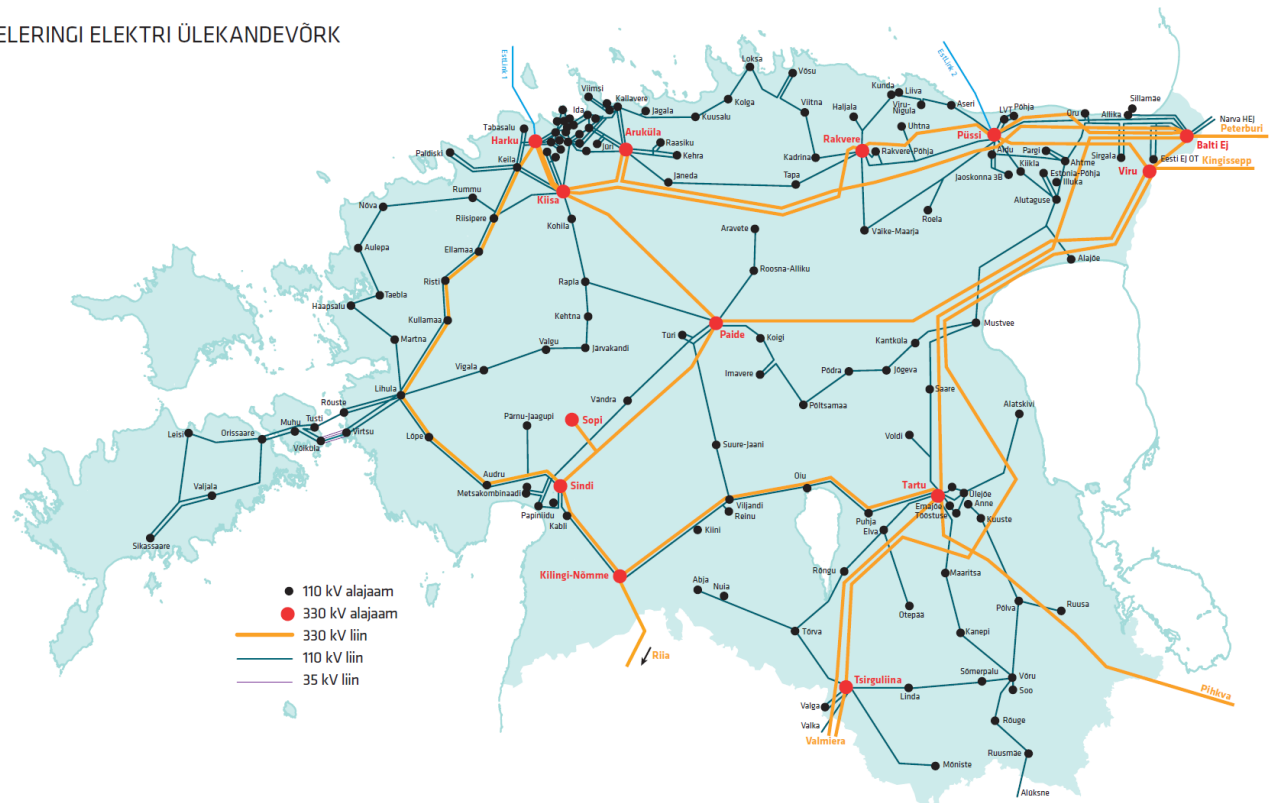 ELERINGI ELEKTRI ÜLEKANDEVÕRK
EstLink 1
EstLink 2
Loksa
Võsu
Viimsi
Kallavere
Ida
Jägala
Kolga
Kuusalu
Viitna
Haljala
Kunda
Liiva
Viru-
Nigula
Aseri
Uhtna
LVT
Põhja
Oru
Allika
Sillamäe
Narva HEJ
Peterburi
Balti Ej
Kingissepp
Tabasalu
Harku
Aruküla
Jüri
Raasiku
Kehra
Rakvere
Rakvere-Põhja
Püssi
Aidu
Pargi
Kiikla
Ahtme
Estonia-Põhja
Illuka
Sirgala
Eesti EJ OT
Viru
Paldiski
Keila
Kadrina
Tapa
Jäneda
Jaoskonna 3B
Alutaguse
Rummu
Kiisa
Nõva
Riisipere
Kohila
Roela
Väike-Maarja
Aravete
Aulepa
Ellamaa
Alajõe
Roosna-Alliku
Risti
Rapla
Taebla
Haapsalu
Kullamaa
Kehtna
Paide
Mustvee
Martna
Türi
Koigi
Kantküla
Valgu
Järvakandi
Vigala
Imavere
Põdra
Jõgeva
Lihula
Saare
Rõuste
Vändra
Põltsamaa
Tusti
Muhu
Pärnu-Jaagupi
Sopi
Alatskivi
Leisi
Orissaare
Virtsu
Võiküla
Lõpe
Voldi
Suure-Jaani
Valjala
Audru
Metsakombinaadi
Sindi
Oiu
Tartu
Ülejõe
Anne
Emajõe
Tööstuse
Papiniidu
Kabli
Viljandi
Reinu
Puhja
Elva
Kuuste
Kiini
Sikassaare
Kilingi-Nõmme
Rõngu
Maaritsa
Abja
Nuia
Otepää
Põlva
Ruusa
110 kV alajaam
330 kV alajaam
330 kV liin
110 kV liin
35 kV liin
Tõrva
Kanepi
Riia
Tsirguliina
Sõmerpalu
Võru
Linda
Soo
Pihkva
Valga
Valka
Valmiera
Rõuge
Ruusmäe
Mõniste
Alūksne